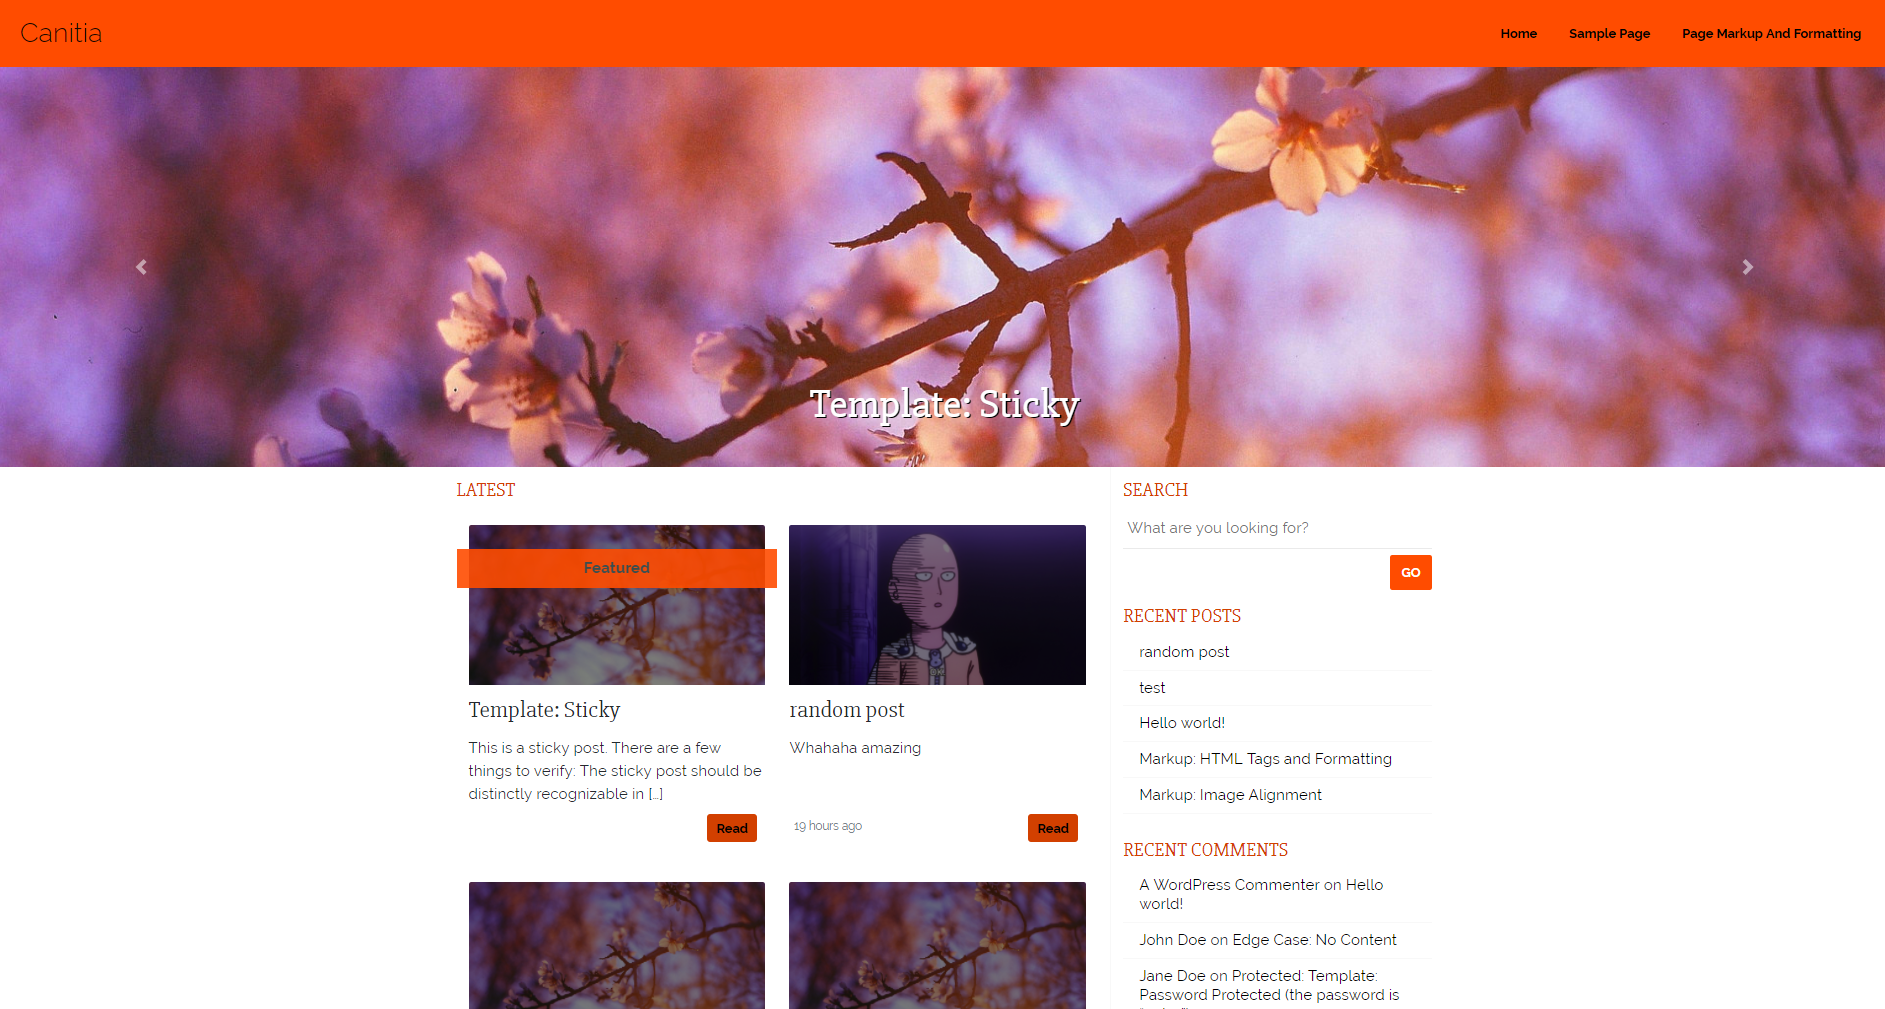 Canitia
Home
Sample Page
Page Markup And Formatting
Template: Sticky
LATEST
Featured
Template: Sticky
This is a sticky post. There are a few
things to verify: The sticky post should be
distinctly recognizable in [...]
Read
random post
Whahaha amazing
19 hours ago
Read
SEARCH
What are you looking for?
GO
RECENT POSTS
random post
test
Hello world!
Markup: HTML Tags and Formatting
Markup: Image Alignment
RECENT COMMENTS
A WordPress Commenter on Hello
world!
John Doe on Edge Case: No Content
Jane Doe on Protected: Template:
Password Protected (the password is